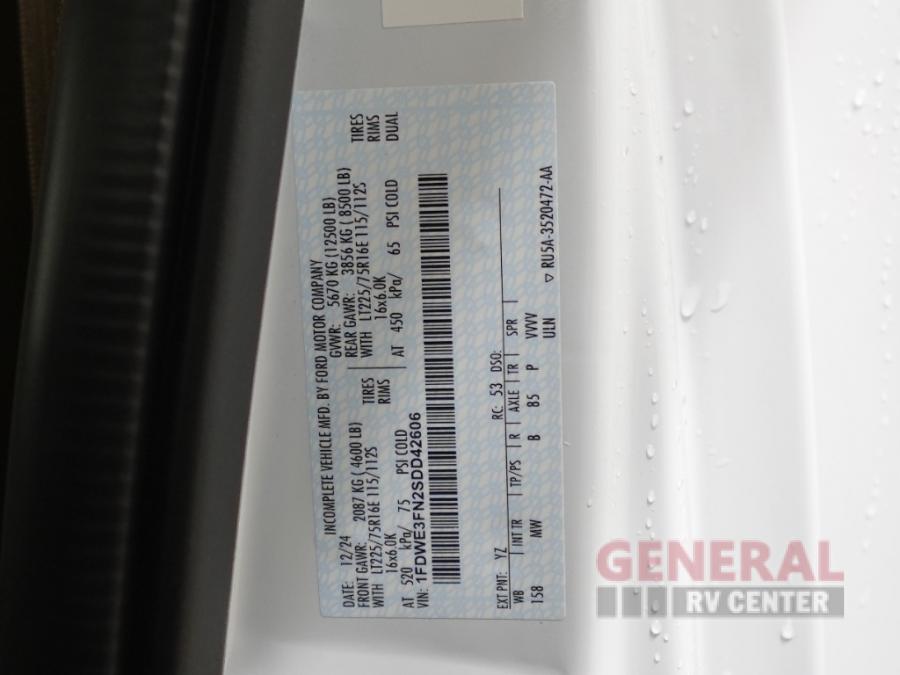 INCOMPLETE VEHICLE MFD. BY FORD MOTOR COMPANY
DATE: 12/24 GVWR: 5670 KG (12500 LB)
FRONT GAWR: 2087 KG ( 4600 LB) REAR GAWR: 3856 KG ( 8500 LB)
WITH LT225/75R16E 115/112S TIRES WITH LT225/75R16E 115/112S TIRES
16x6.0K RIMS 16x6.0K RIMS
AT 520 kPa/ 75 PSI COLD AT 450 kPa/ 65 PSI COLD DUAL
VIN: 1FDWE3FN2SDD42606
EXT PNT: YZ RC: 53 DSO:
WB INT TR TP/PS R AXLE TR SPR
158 MW B 85 P VVVV
ULN ▽ RU5A-3520472-AA
GENERAL
RV CENTER